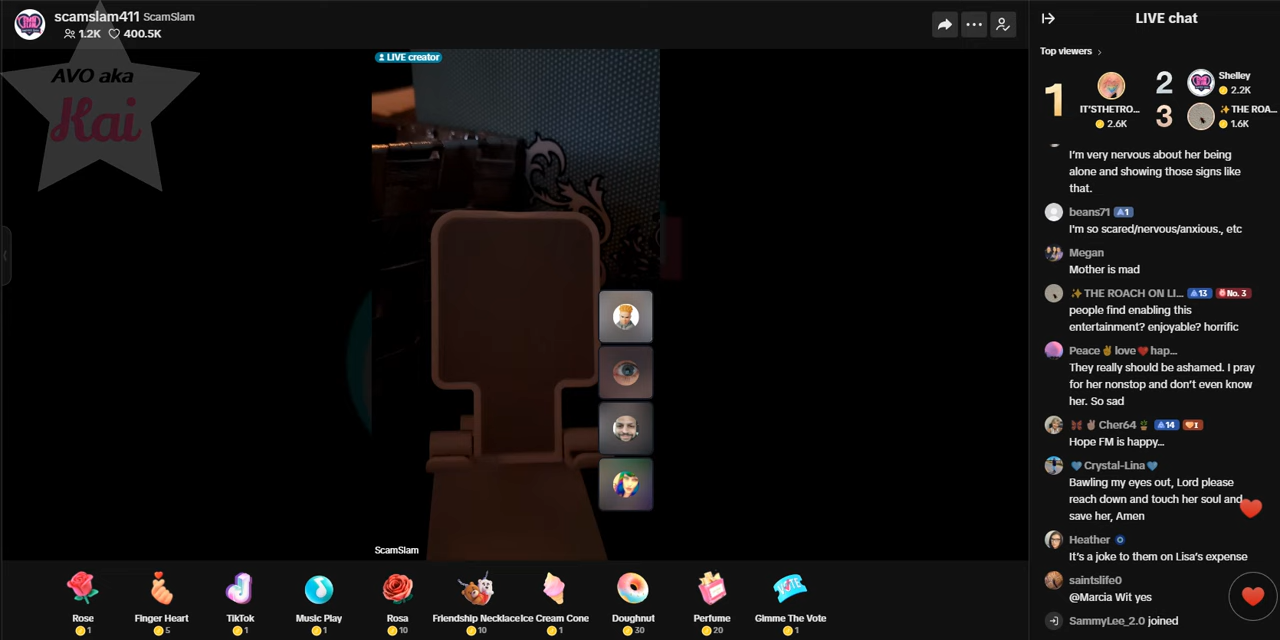 scamslam411 ScamSlam
1.2K 400.5K
AVO aka
Kai
LIVE creator
ScamSlam
Rose
1
Finger Heart
5
TikTok
1
Music Play
1
Rosa
10
Friendship Necklace
10
Ice Cream Cone
1
Doughnut
30
Perfume
20
Gimme The Vote
1
LIVE chat
Top viewers
1
IT'STHETRO...
2.6K
2
Shelley
2.2K
3
THE ROA...
1.6K
I'm very nervous about her being
alone and showing those signs like
that.
beans71 1
I'm so scared/nervous/anxious., etc
Megan
Mother is mad
THE ROACH ON LI... 13 No. 3
people find enabling this
entertainment? enjoyable? horrific
Peace✌love❤hap...
They really should be ashamed. I pray
for her nonstop and don't even know
her. So sad
Cher64 14 I
Hope FM is happy...
Crystal-Lina
Bawling my eyes out, Lord please
reach down and touch her soul and
save her, Amen
Heather
It's a joke to them on Lisa's expense
saintslife0
@Marcia Wit yes
SammyLee_2.0 joined